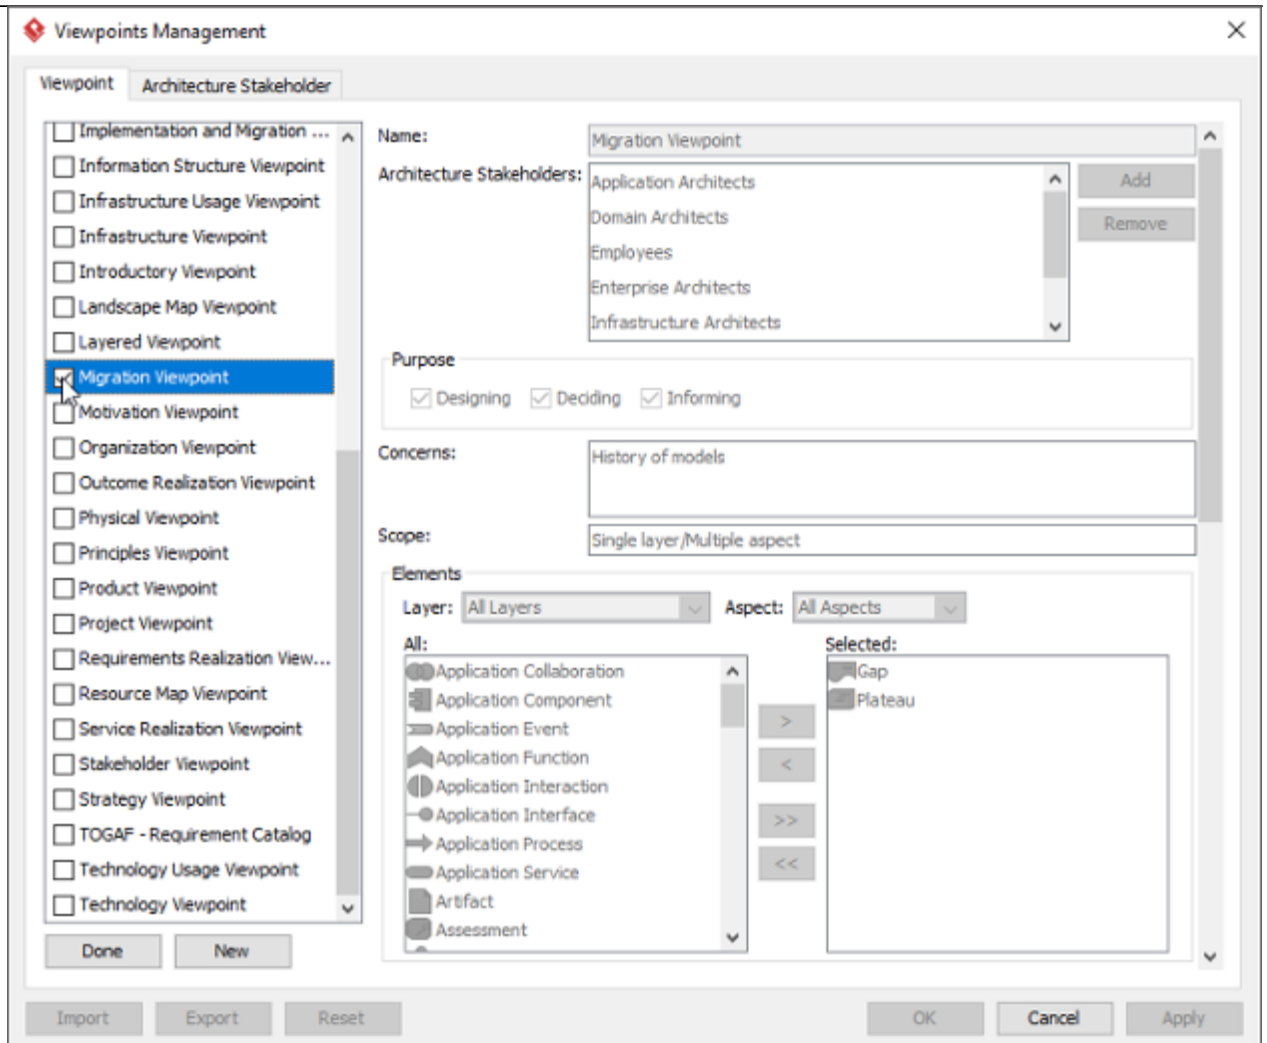 Viewpoints Management
Viewpoint
Architecture Stakeholder
Implementation and Migration ...
Information Structure Viewpoint
Infrastructure Usage Viewpoint
Infrastructure Viewpoint
Introductory Viewpoint
Landscape Map Viewpoint
Layered Viewpoint
Migration Viewpoint
Motivation Viewpoint
Organization Viewpoint
Outcome Realization Viewpoint
Physical Viewpoint
Principles Viewpoint
Product Viewpoint
Project Viewpoint
Requirements Realization View...
Resource Map Viewpoint
Service Realization Viewpoint
Stakeholder Viewpoint
Strategy Viewpoint
TOGAF - Requirement Catalog
Technology Usage Viewpoint
Technology Viewpoint
Done
New
Name:
Migration Viewpoint
Architecture Stakeholders:
Application Architects
Domain Architects
Employees
Enterprise Architects
Infrastructure Architects
Add
Remove
Purpose
Designing
Deciding
Informing
Concerns:
History of models
Scope:
Single layer/Multiple aspect
Elements
Layer:
All Layers
Aspect:
All Aspects
All:
Application Collaboration
Application Component
Application Event
Application Function
Application Interaction
Application Interface
Application Process
Application Service
Artifact
Assessment
>
<
>>
<<
Selected:
Gap
Plateau
Import
Export
Reset
OK
Cancel
Apply